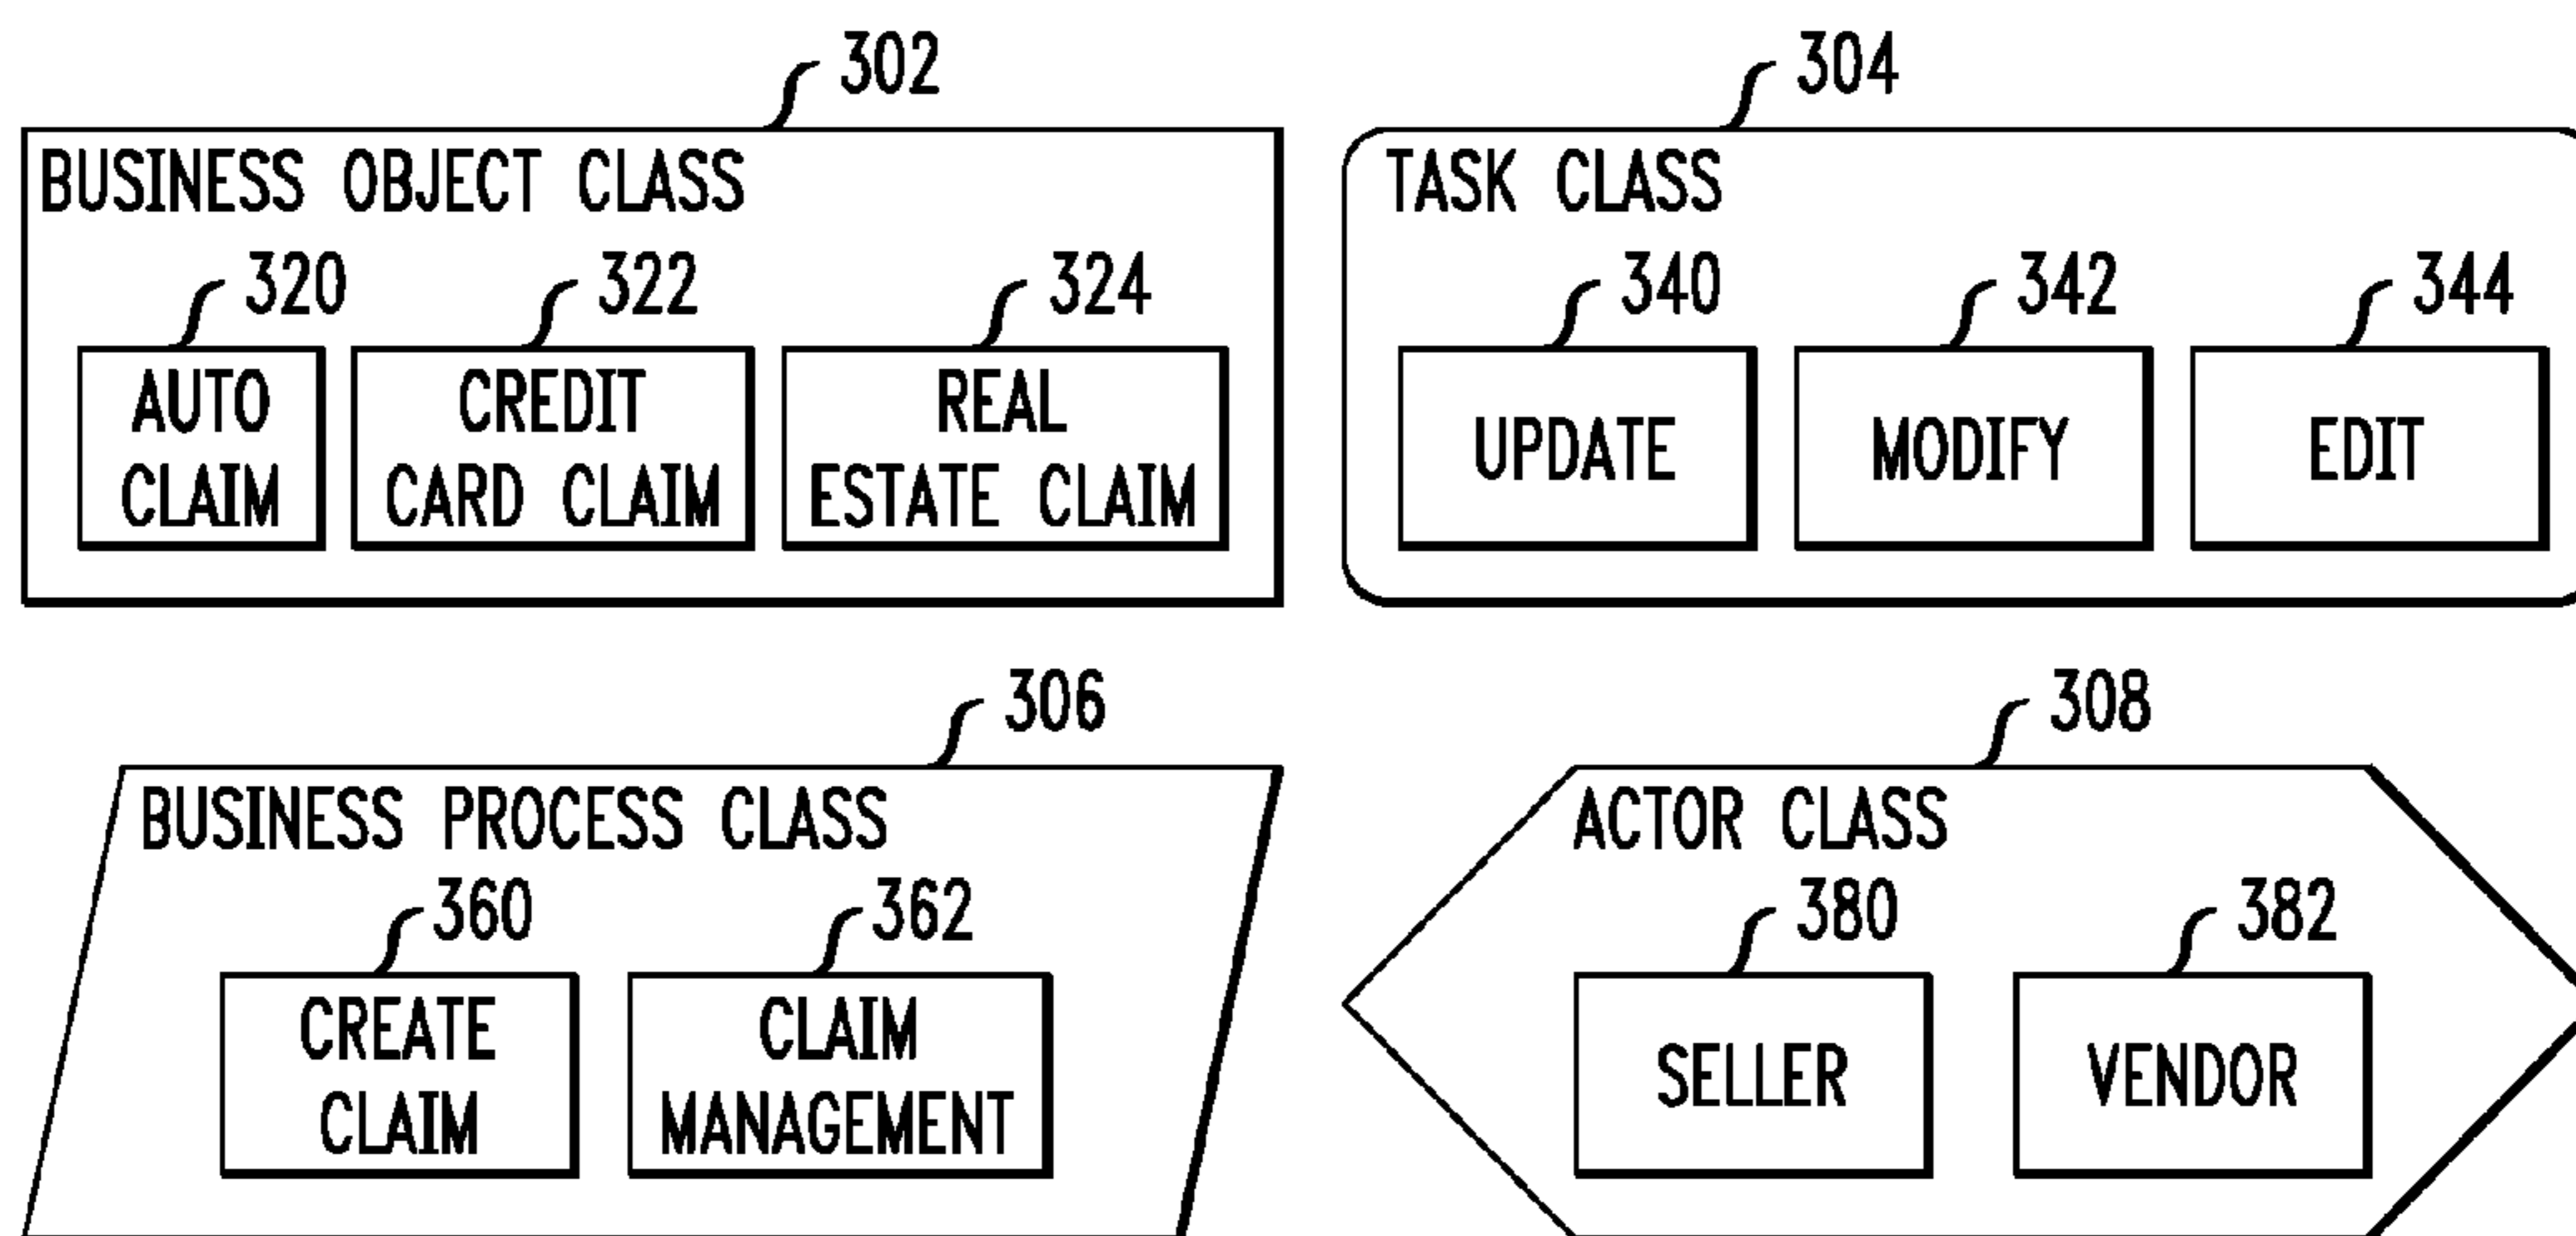 302
304
BUSINESS OBJECT CLASS
TASK CLASS
320
322
324
340
342
344
AUTO
CLAIM
CREDIT
CARD CLAIM
REAL
ESTATE CLAIM
UPDATE
MODIFY
EDIT
306
308
BUSINESS PROCESS CLASS
ACTOR CLASS
360
362
380
382
CREATE
CLAIM
CLAIM
MANAGEMENT
SELLER
VENDOR